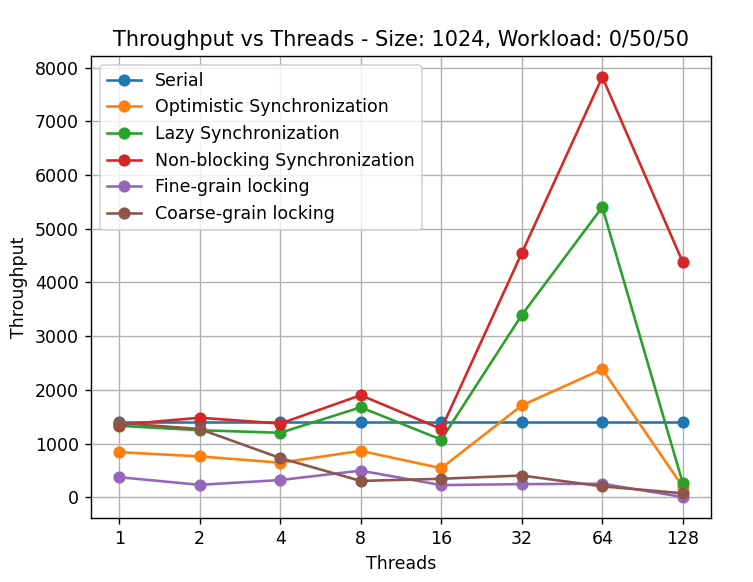 Throughput vs Threads - Size: 1024, Workload: 0/50/50
8000
7000
6000
5000
4000
3000
2000
1000
0
Throughput
Serial
Optimistic Synchronization
Lazy Synchronization
Non-blocking Synchronization
Fine-grain locking
Coarse-grain locking
1 2 4 8 16 32 64 128
Threads